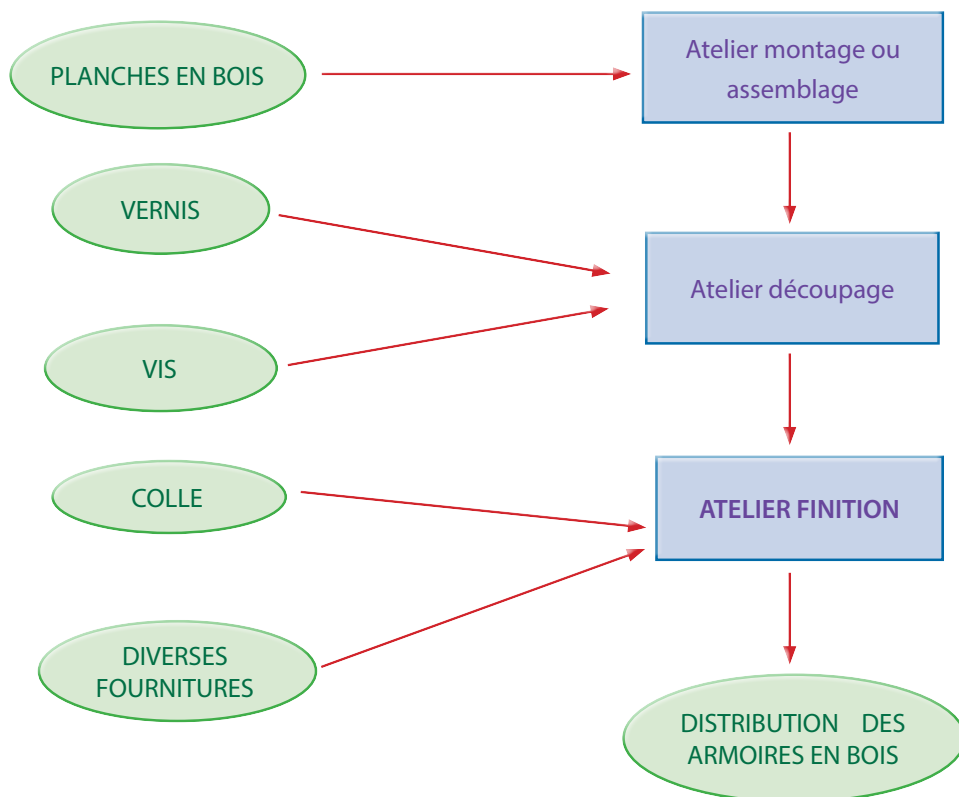 PLANCHES EN BOIS
Atelier montage ou
assemblage
VERNIS
Atelier découpage
VIS
COLLE
ATELIER FINITION
DIVERSES
FOURNITURES
DISTRIBUTION DES
ARMOIRES EN BOIS